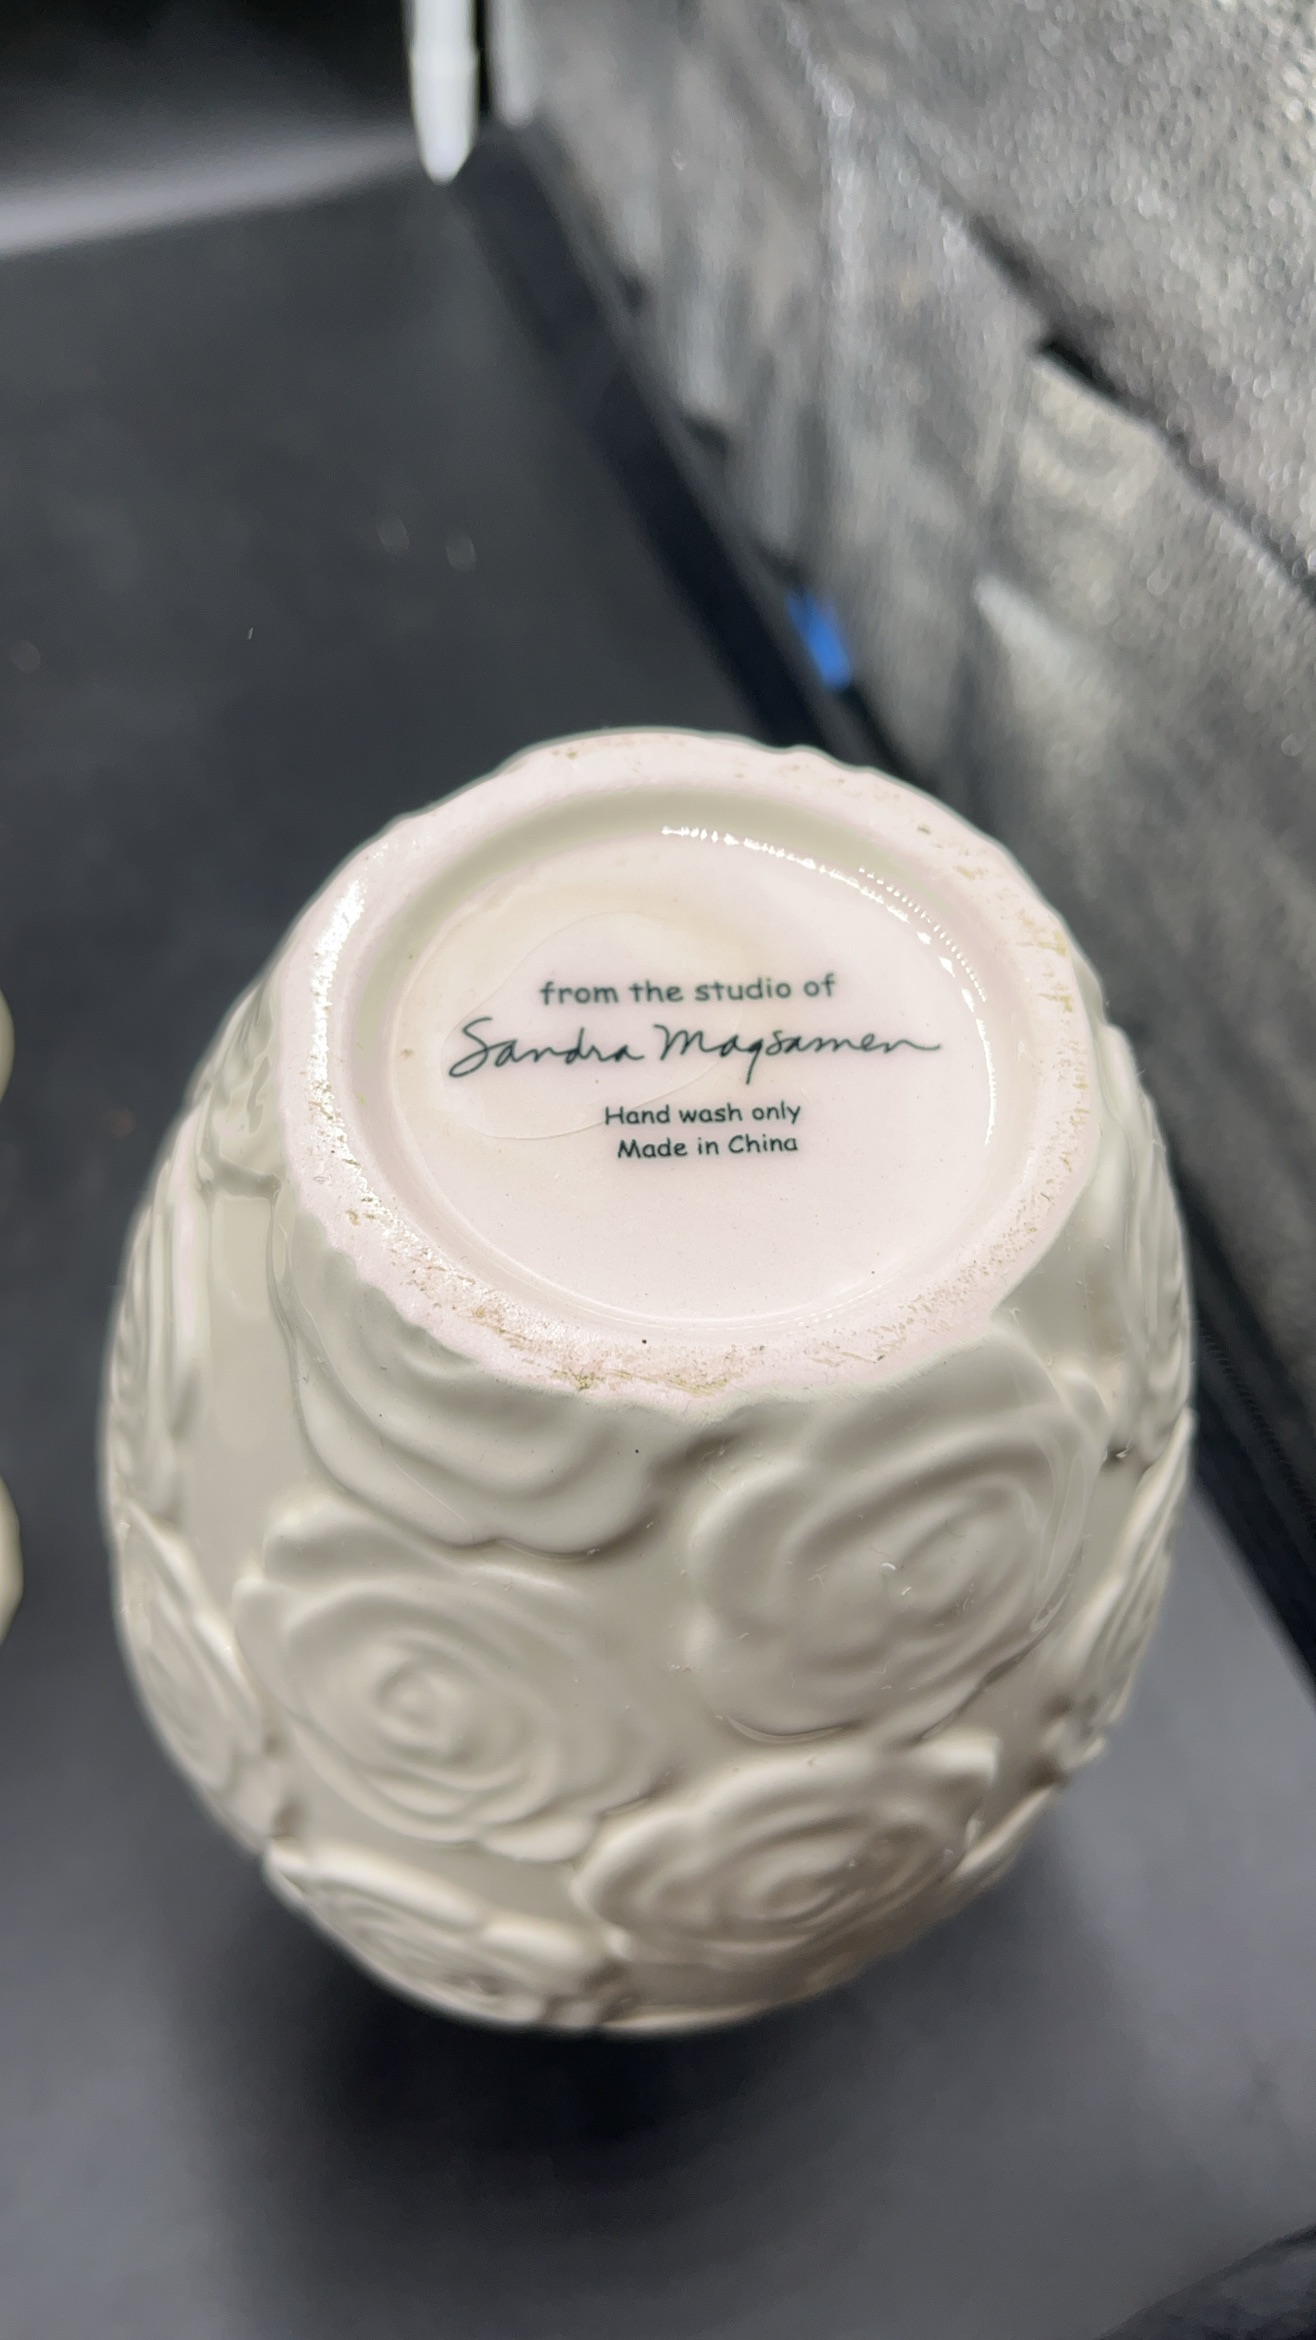 from the studio of
Sandra Magsamen
Hand wash only
Made in China